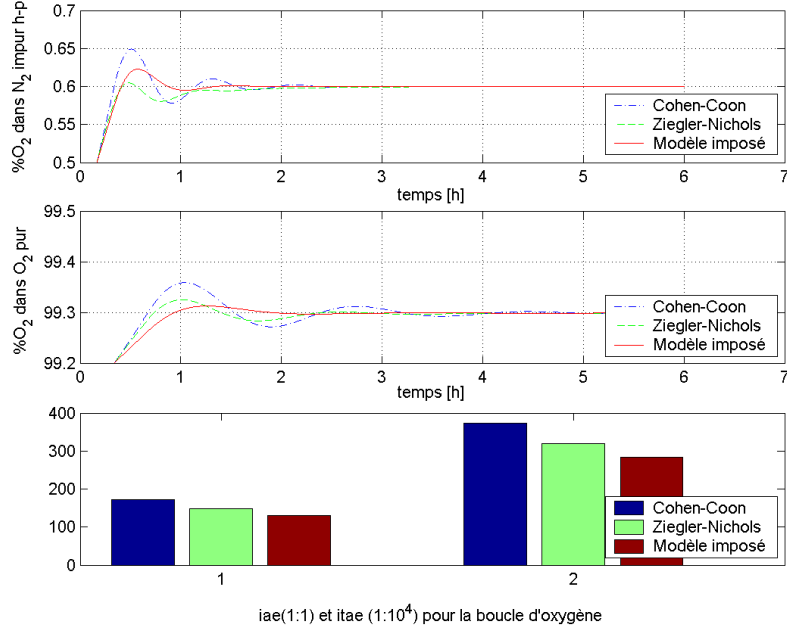 %O2 dans N2 impur h-p
0.7
0.65
0.6
0.55
0.5
0 1 2 3 4 5 6 7
temps [h]
Cohen-Coon
Ziegler-Nichols
Modèle imposé
%O2 dans O2 pur
99.5
99.4
99.3
99.2
0 1 2 3 4 5 6 7
temps [h]
Cohen-Coon
Ziegler-Nichols
Modèle imposé
400
300
200
100
0
1 2
Cohen-Coon
Ziegler-Nichols
Modèle imposé
iae(1:1) et itae (1:10^4) pour la boucle d'oxygène